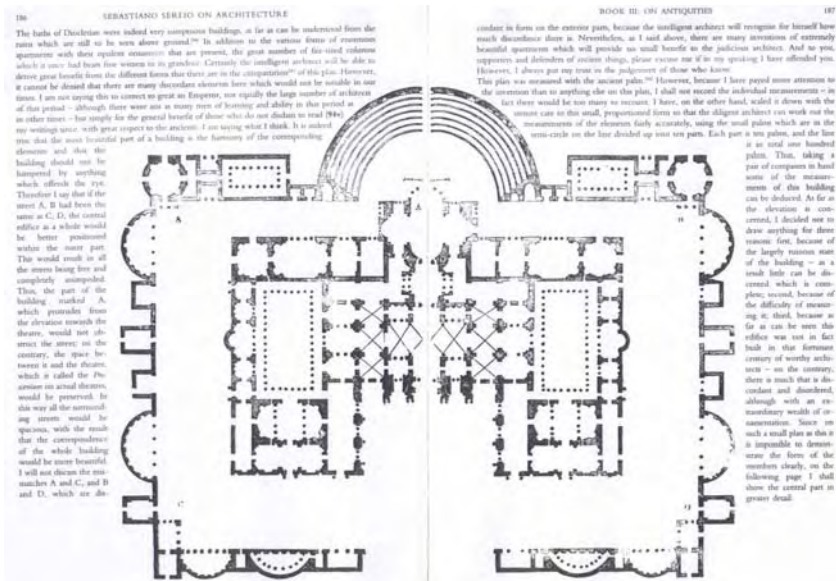 186 SEBASTIANO SERLIO ON ARCHITECTURE
The baths of Diocletian were indeed very sumptuous buildings, as far as can be understood from the
ruins which are still to be seen above ground. In addition to the various forms of enormous
apartments with their opulent ornaments that are present, the great number of fair-sized columns
which it once had bears few witness to its grandeur. Certainly the intelligent architect will be able to
derive great benefit from the different forms that there are in the compartition of this plan. However,
it cannot be denied that there are many discordant elements here which would not be suitable in our
times. I am not saying this to correct so great an Emperor, nor equally the large number of architects
of that period – although there were not as many men of learning and ability in that period as
in other times – but simply for the general benefit of those who do not disdain to read (94v)
my writings since, with great respect to the ancients, I am saying what I think. It is indeed
true that the most beautiful part of a building is the harmony of the corresponding
elements and that the
building should not be
hampered by anything
which offends the eye.
Therefore I say that if the
street A, B had been the
same as C, D, the central
edifice as a whole would
be better positioned
within the outer part.
This would result in all
the streets being free and
completely unimpeded.
Thus, the part of the
building marked A,
which protrudes from
the elevation towards the
theatre, would not ob-
struct the street; on the
contrary, the space be-
tween it and the theatre,
which is called the
on actual theatres,
would be preserved. In
this way all the surround-
ing streets would be
spacious, with the result
that the correspondence
of the whole building
would be more beautiful.
I will not discuss the mis-
matches A and C, and B
and D, which are dis-
BOOK III: ON ANTIQUITIES 187
cordant in form on the exterior parts, because the intelligent architect will recognise for himself how
much discordance there is. Nevertheless, as I said above, there are many inventions of extremely
beautiful apartments which will provide no small benefit to the judicious architect. And so you,
supporters and defenders of ancient things, please excuse me if in my speaking I have offended you.
However, I always put my trust in the judgement of those who know.
This plan was measured with the ancient palm. However, because I have payed more attention to
the invention than to anything else on this plan, I shall not record the individual measurements – in
fact there would be too many to recount. I have, on the other hand, scaled it down with the
utmost care to this small, proportioned form so that the diligent architect can work out the
measurements of the elements fairly accurately, using the small palms which are in the
semi-circle on the line divided up into ten parts. Each part is ten palms, and the line
is in total one hundred
palms. Thus, taking a
pair of compasses in hand
some of the measure-
ments of this building
can be deduced. As far as
the elevation is con-
cerned, I decided not to
draw anything for three
reasons: first, because of
the largely ruinous state
of the building – as a
result little can be dis-
cerned which is com-
plete; second, because of
the difficulty of measur-
ing it; third, because as
far as can be seen this
edifice was not in fact
built in that fortunate
century of worthy archi-
tects – on the contrary,
there is much that is dis-
cordant and disordered,
although with an ex-
traordinary wealth of or-
namentation. Since on
such a small plan as this it
is impossible to demon-
strate the form of the
members clearly, on the
following page I shall
show the central part in
greater detail.
A
A
B
C
D